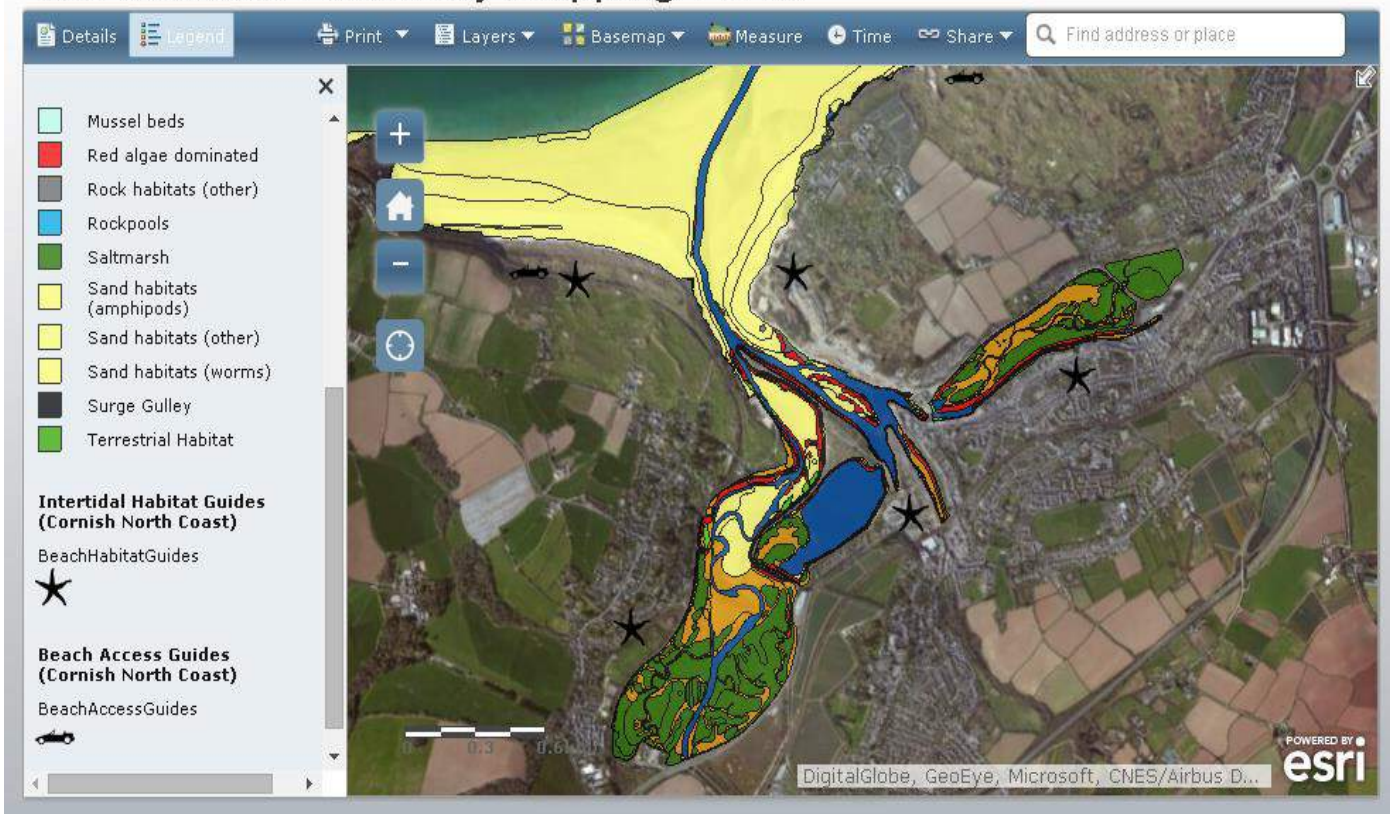 Details
Legend
Print
Layers
Basemap
Measure
Time
Share
Find address or place
Mussel beds
Red algae dominated
Rock habitats (other)
Rockpools
Saltmarsh
Sand habitats
(amphipods)
Sand habitats (other)
Sand habitats (worms)
Surge Gulley
Terrestrial Habitat
Intertidal Habitat Guides
(Cornish North Coast)
BeachHabitatGuides
Beach Access Guides
(Cornish North Coast)
BeachAccessGuides
+
−
0 0.3
DigitalGlobe, GeoEye, Microsoft, CNES/Airbus D...
POWERED BY
esri